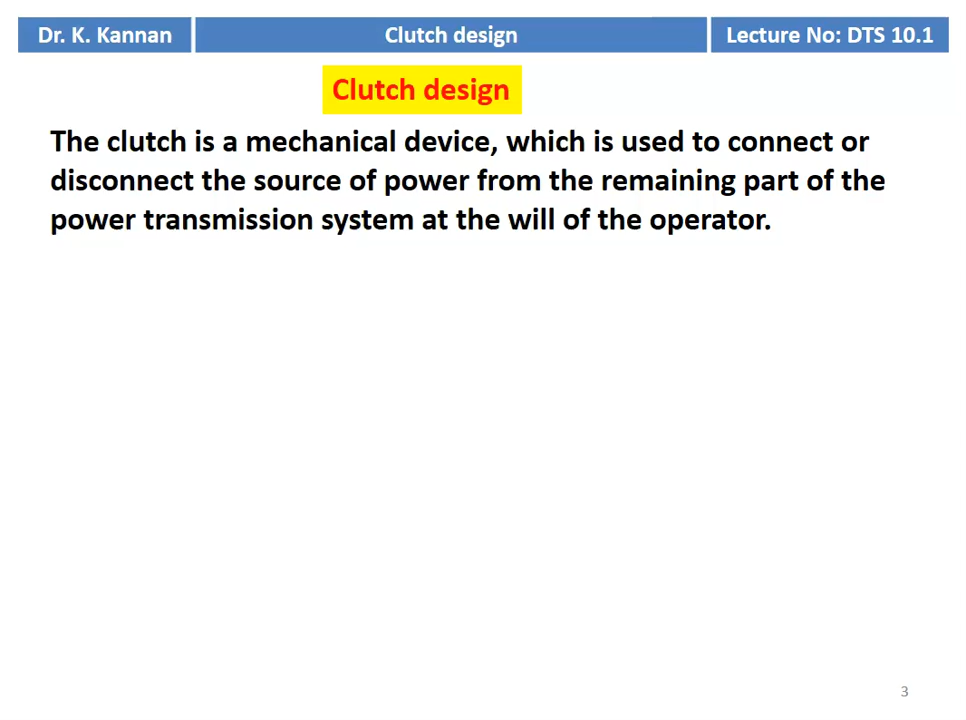 Dr. K. Kannan
Clutch design
Lecture No: DTS 10.1
Clutch design
The clutch is a mechanical device, which is used to connect or
disconnect the source of power from the remaining part of the
power transmission system at the will of the operator.
3